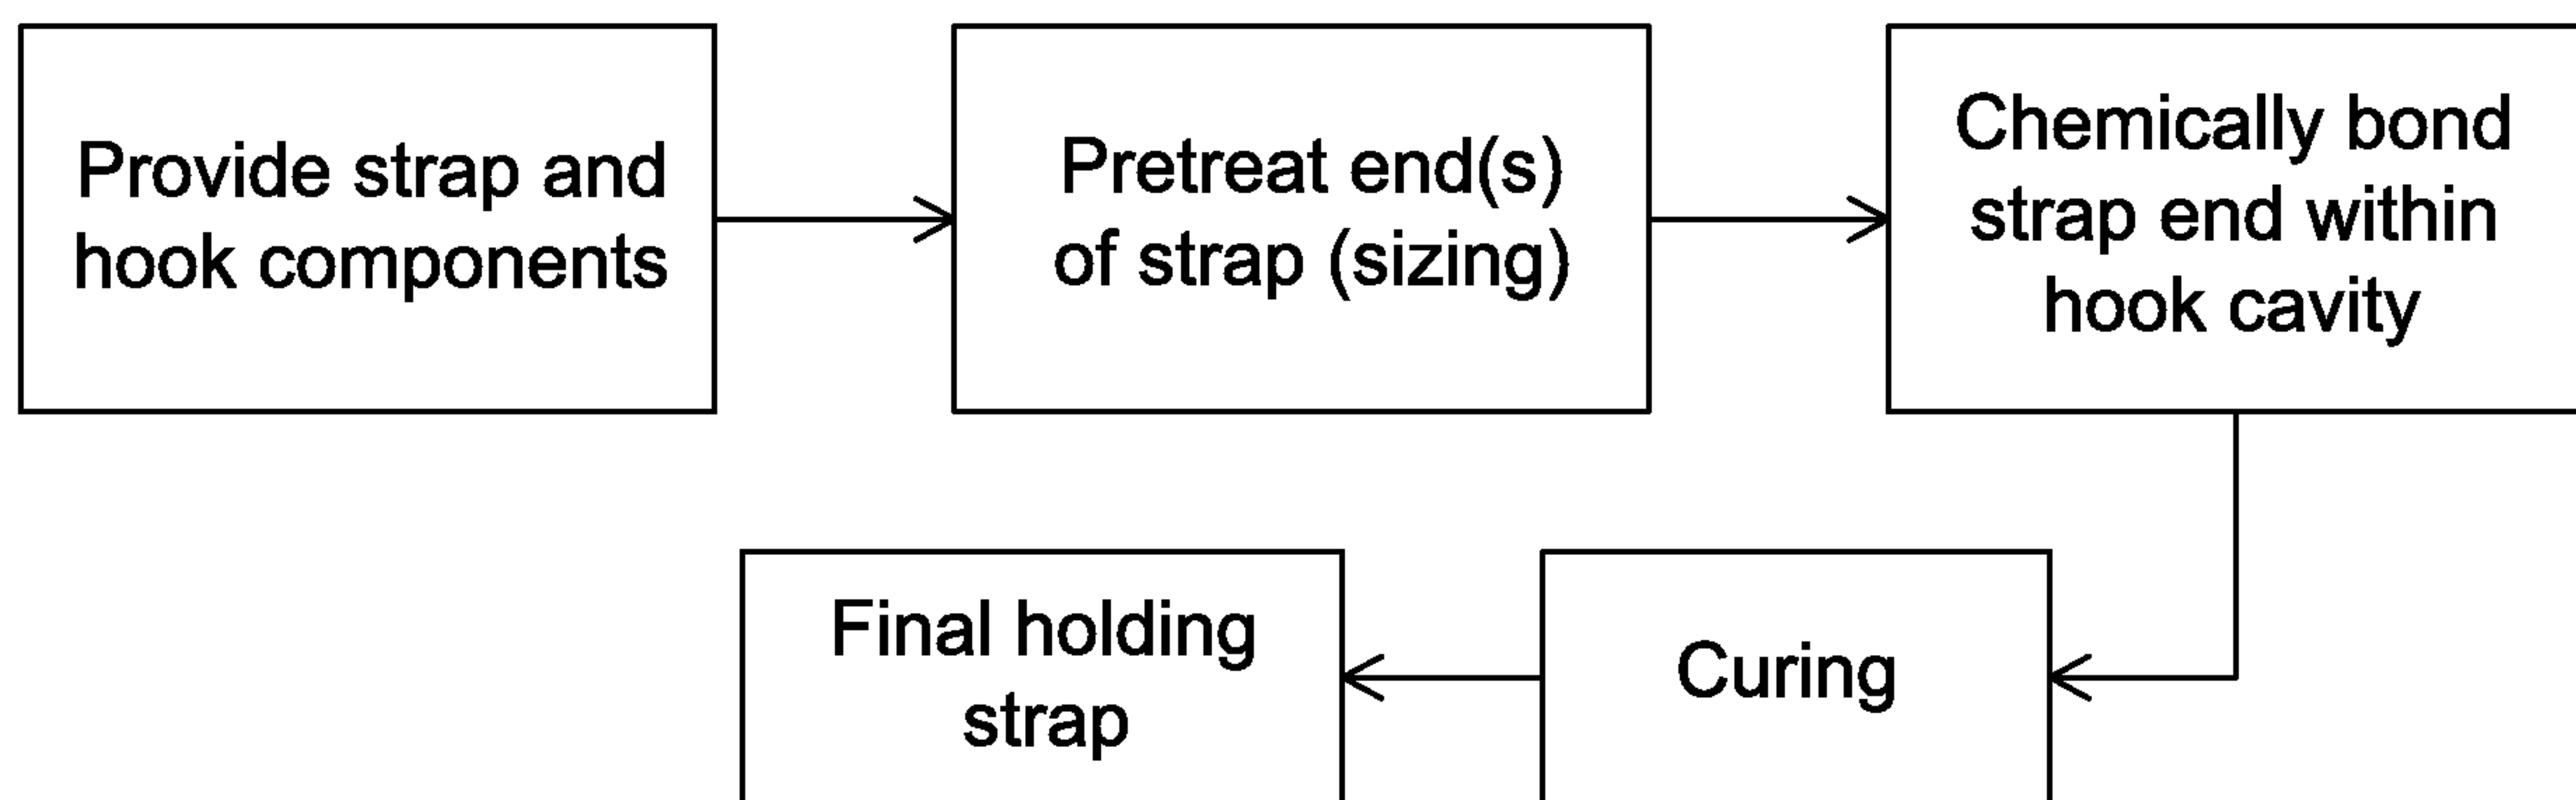 Provide strap and
hook components
Pretreat end(s)
of strap (sizing)
Chemically bond
strap end within
hook cavity
Final holding
strap
Curing